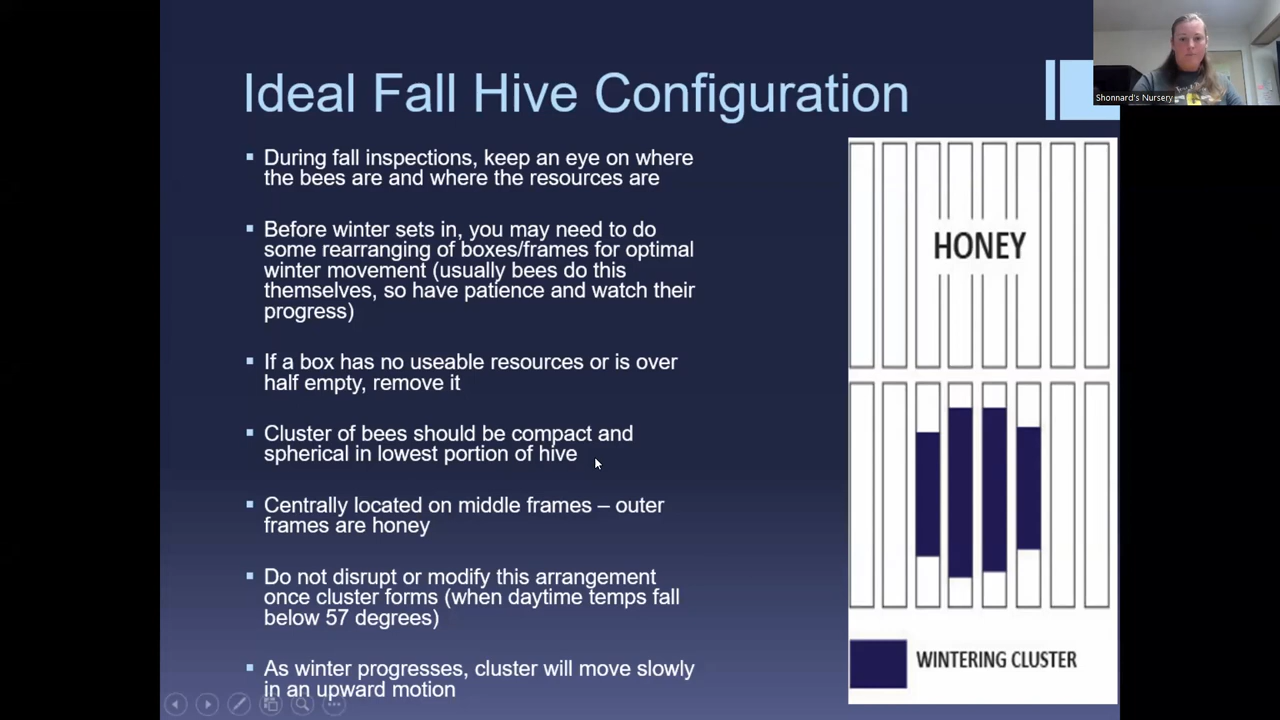 Ideal Fall Hive Configuration
Shonnard's Nursery
▪ During fall inspections, keep an eye on where
the bees are and where the resources are
▪ Before winter sets in, you may need to do
some rearranging of boxes/frames for optimal
winter movement (usually bees do this
themselves, so have patience and watch their
progress)
▪ If a box has no useable resources or is over
half empty, remove it
▪ Cluster of bees should be compact and
spherical in lowest portion of hive
▪ Centrally located on middle frames – outer
frames are honey
▪ Do not disrupt or modify this arrangement
once cluster forms (when daytime temps fall
below 57 degrees)
▪ As winter progresses, cluster will move slowly
in an upward motion
HONEY
WINTERING CLUSTER